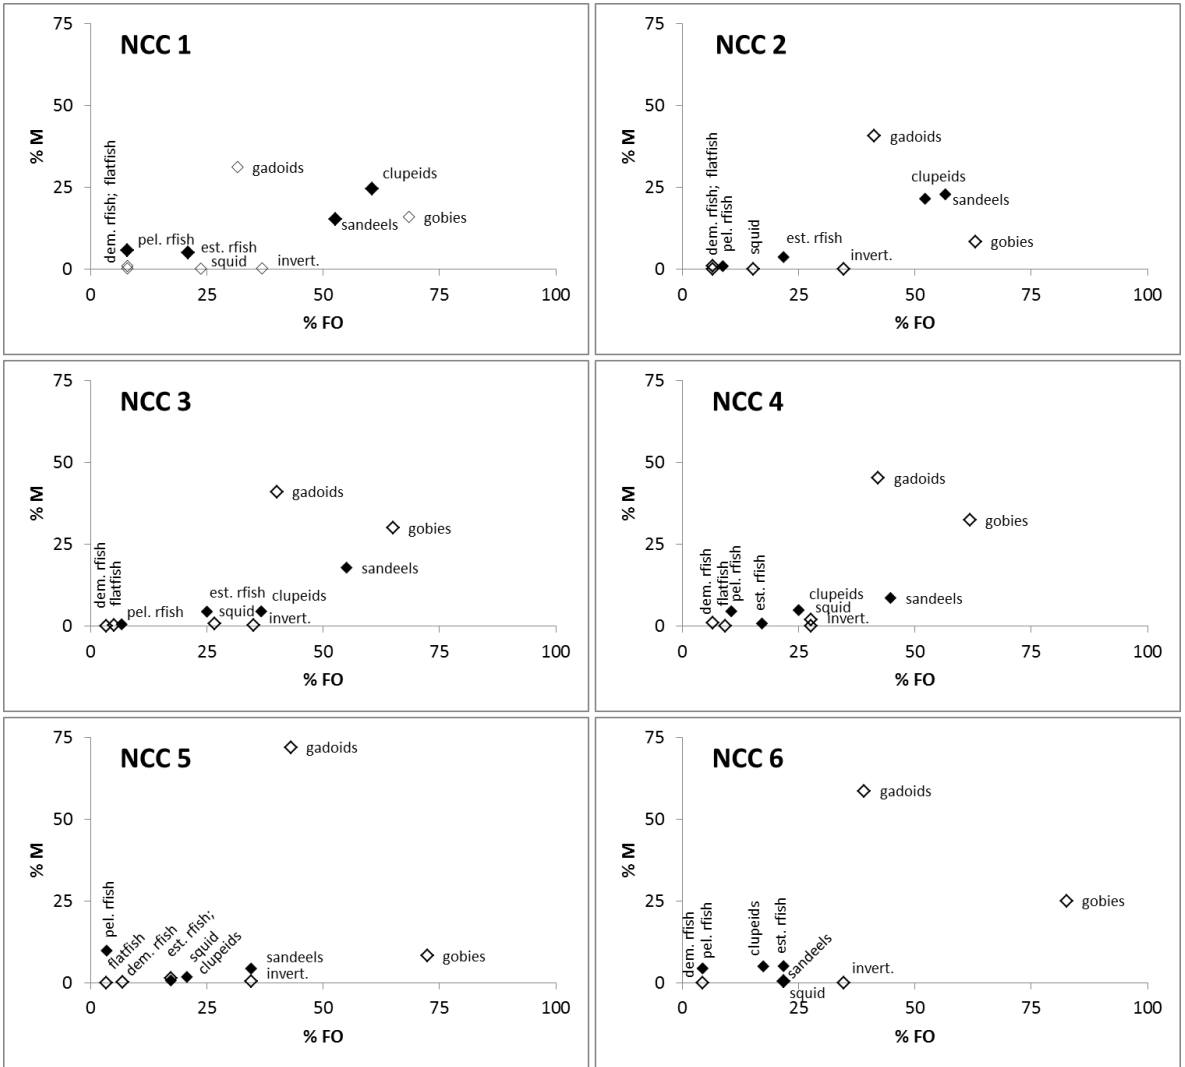 NCC 1
75
50
25
0
% M
dem. rfish; flatfish
gadoids
clupeids
sandeels
gobies
pel. rfish
est. rfish
squid
invert.
0 25 50 75 100
% FO
NCC 2
75
50
25
0
% M
dem. rfish; flatfish
pel. rfish
squid
gadoids
clupeids
sandeels
est. rfish
gobies
invert.
0 25 50 75 100
% FO
NCC 3
75
50
25
0
% M
dem. rfish
flatfish
gadoids
gobies
sandeels
pel. rfish
est. rfish
clupeids
squid
invert.
0 25 50 75 100
% FO
NCC 4
75
50
25
0
% M
dem. rfish
flatfish
pel. rfish
est. rfish
gadoids
gobies
clupeids
squid
invert.
sandeels
0 25 50 75 100
% FO
NCC 5
75
50
25
0
% M
pel. rfish
flatfish
dem. rfish
est. rfish;
squid
clupeids
gadoids
sandeels
invert.
gobies
0 25 50 75 100
% FO
NCC 6
75
50
25
0
% M
dem. rfish
pel. rfish
clupeids
est. rfish
sandeels
squid
gadoids
gobies
invert.
0 25 50 75 100
% FO